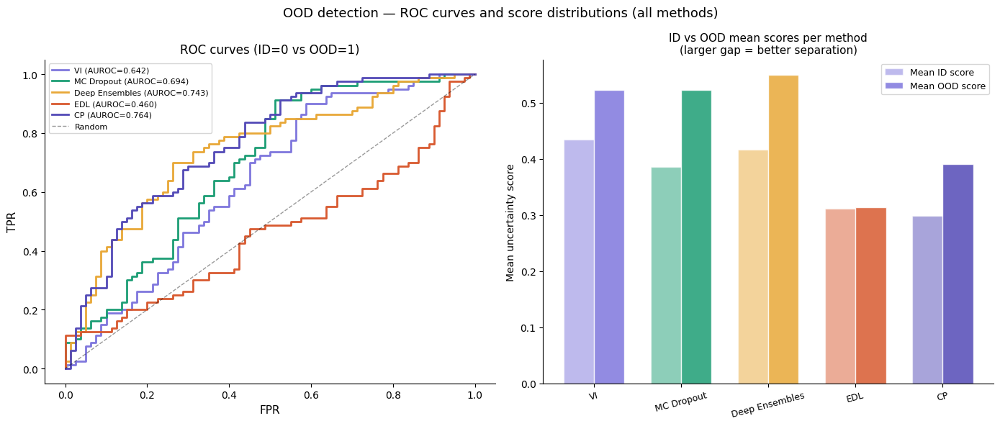 OOD detection — ROC curves and score distributions (all methods)
ROC curves (ID=0 vs OOD=1)
VI (AUROC=0.642)
MC Dropout (AUROC=0.694)
Deep Ensembles (AUROC=0.743)
EDL (AUROC=0.460)
CP (AUROC=0.764)
Random
TPR
1.0
0.8
0.6
0.4
0.2
0.0
0.0 0.2 0.4 0.6 0.8 1.0
FPR
ID vs OOD mean scores per method
(larger gap = better separation)
Mean ID score
Mean OOD score
Mean uncertainty score
0.5
0.4
0.3
0.2
0.1
0.0
VI MC Dropout Deep Ensembles EDL CP